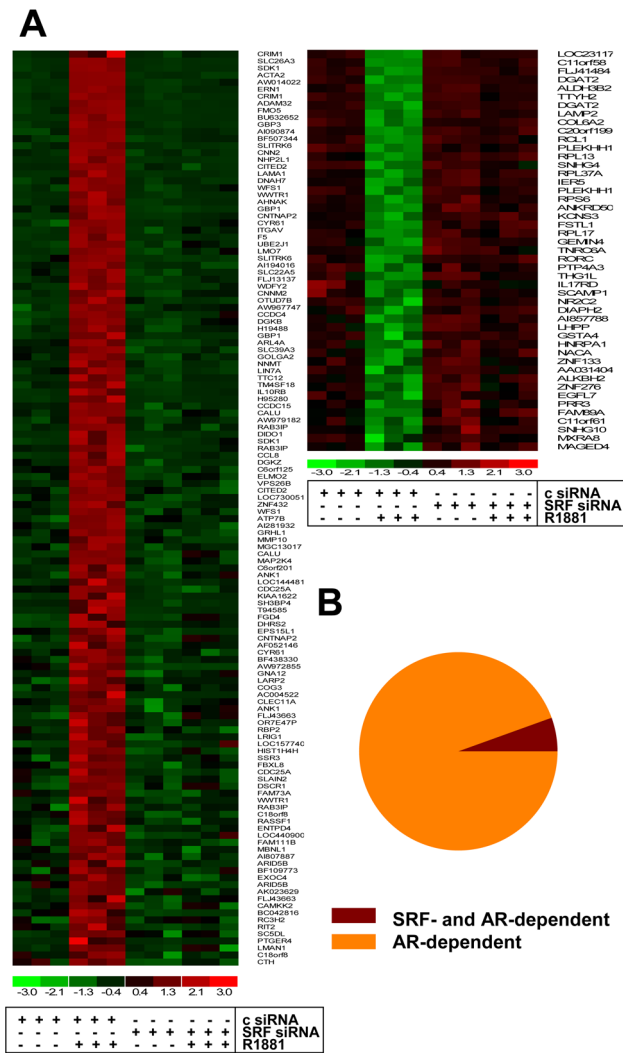 A
CRIM1
SLC26A3
SDK1
ACTA2
AW014022
ERN1
CRIM1
ADAM32
FMO5
BU632652
GBP3
AI090874
BF507344
SLITRK6
CNN2
NHP2L1
CITED2
LAMA1
DNAH7
WFS1
WWTR1
AHNAK
GBP1
CNTNAP2
CYR61
ITGAV
F5
UBE2J1
LMO7
SLITRK6
AI194016
SLC22A5
FLJ13137
WDFY2
CNNM2
OTUD7B
AW967747
CCDC4
DGKB
H19488
GBP1
ARL4A
SLC39A3
GOLGA2
NNMT
LIN7A
TTC12
TM4SF18
IL10RB
H95280
CCDC15
CALU
AW979182
RAB3IP
DIDO1
SDK1
RAB3IP
CCL8
DGKZ
C6orf125
ELMO2
VPS26B
CITED2
LOC730051
ZNF432
WFS1
ATP7B
AI281932
GRHL1
MMP10
MGC13017
CALU
MAP2K4
C6orf201
ANK1
LOC144481
CDC25A
KIAA1622
SH3BP4
T94585
FGD4
DHRS2
EPS15L1
CNTNAP2
AF052146
CYR61
BF438330
AW972855
GNA12
LARP2
COG3
AC004522
CLEC11A
ANK1
FLJ43663
OR7E47P
RBP2
LRIG1
LOC157740
HIST1H4H
SSR3
FBXL8
CDC25A
SLAIN2
DSCR1
FAM73A
WWTR1
RAB3IP
C18orf8
RASSF1
ENTPD4
LOC440900
FAM111B
MBNL1
AI807887
ARID5B
BF109773
EXOC4
ARID5B
AK023629
FLJ43663
CAMKK2
BC042816
RC3H2
RIT2
SC5DL
PTGER4
LMAN1
C18orf8
CTH
-3.0 -2.1 -1.3 -0.4 0.4 1.3 2.1 3.0
+ + + + + + - - - - - - c siRNA
- - - - - - + + + + + + SRF siRNA
- - - + + + - - - + + + R1881
LOC23117
C11orf58
FLJ41484
DGAT2
ALDH3B2
TTYH2
DGAT2
LAMP2
COL6A2
C20orf199
RCL1
PLEKHH1
RPL13
SNHG4
RPL37A
IER5
PLEKHH1
RPS6
ANKRD50
KCNS3
FSTL1
RPL17
GEMIN4
TNRC6A
RORC
PTP4A3
THG1L
IL17RD
SCAMP1
NR2C2
DIAPH2
AI857788
LHPP
GSTA4
HNRPA1
NACA
ZNF133
AA031404
ALKBH2
ZNF276
EGFL7
PRR3
FAM89A
C11orf61
SNHG10
MXRA8
MAGED4
-3.0 -2.1 -1.3 -0.4 0.4 1.3 2.1 3.0
+ + + + + + - - - - - - c siRNA
- - - - - - + + + + + + SRF siRNA
- - - + + + - - - + + + R1881
B
SRF- and AR-dependent
AR-dependent